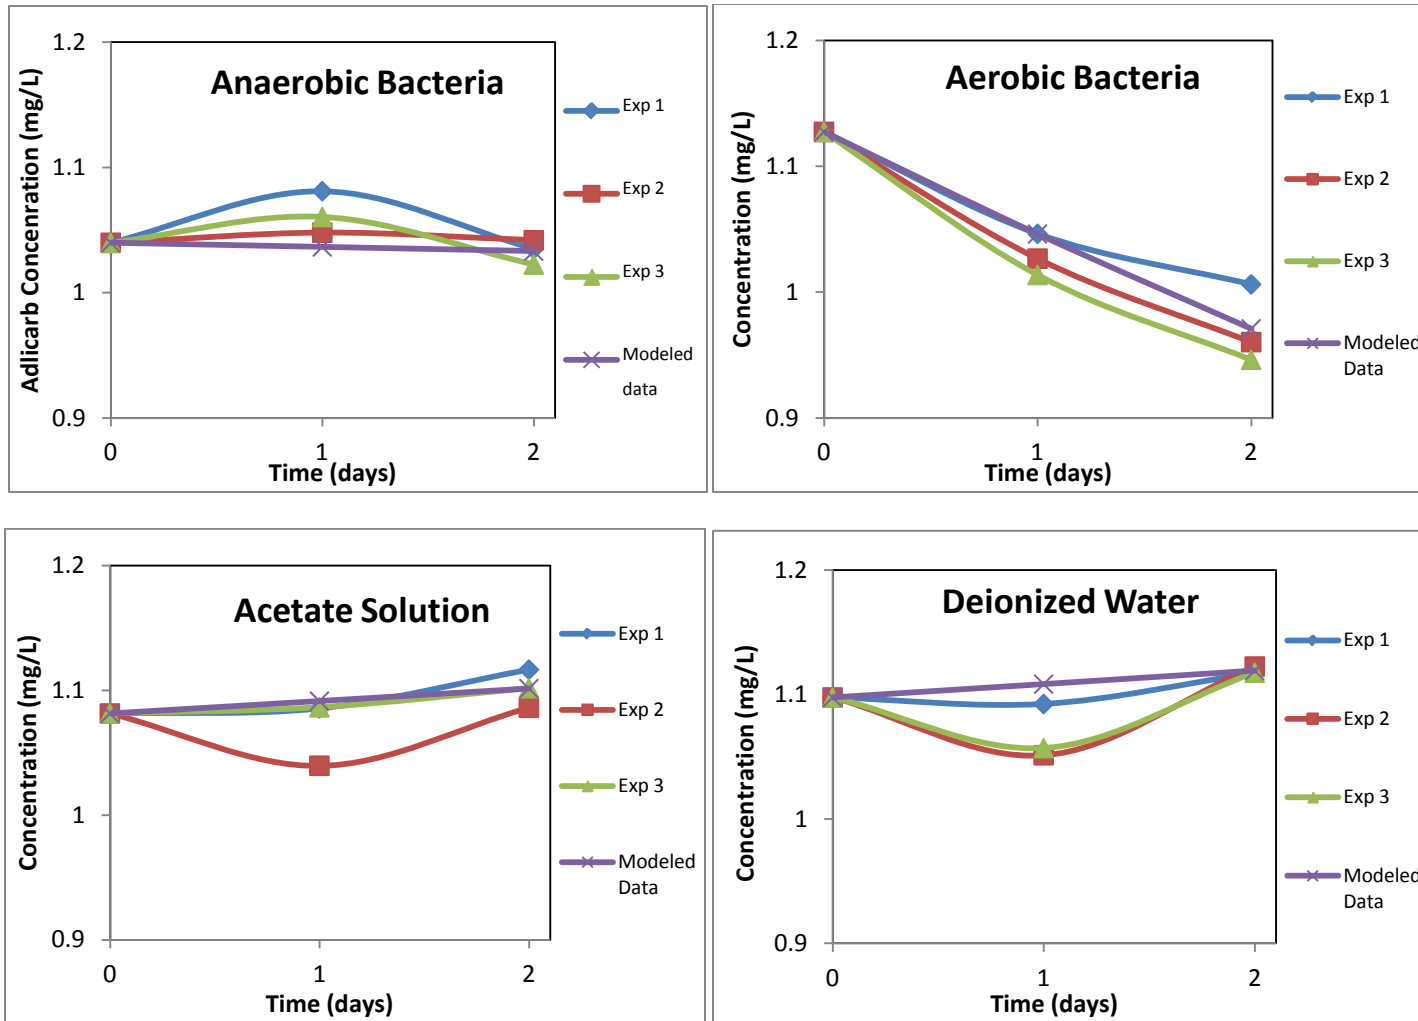 Anaerobic Bacteria
Adlicarb Concenration (mg/L)
1.2
1.1
1
0.9
0
1
2
Time (days)
Exp 1
Exp 2
Exp 3
Modeled
data
Aerobic Bacteria
Concentration (mg/L)
1.2
1.1
1
0.9
0
1
2
Time (days)
Exp 1
Exp 2
Exp 3
Modeled
Data
Acetate Solution
Concentration (mg/L)
1.2
1.1
1
0.9
0
1
2
Time (days)
Exp 1
Exp 2
Exp 3
Modeled
Data
Deionized Water
Concentration (mg/L)
1.2
1.1
1
0.9
0
1
2
Time (days)
Exp 1
Exp 2
Exp 3
Modeled
Data